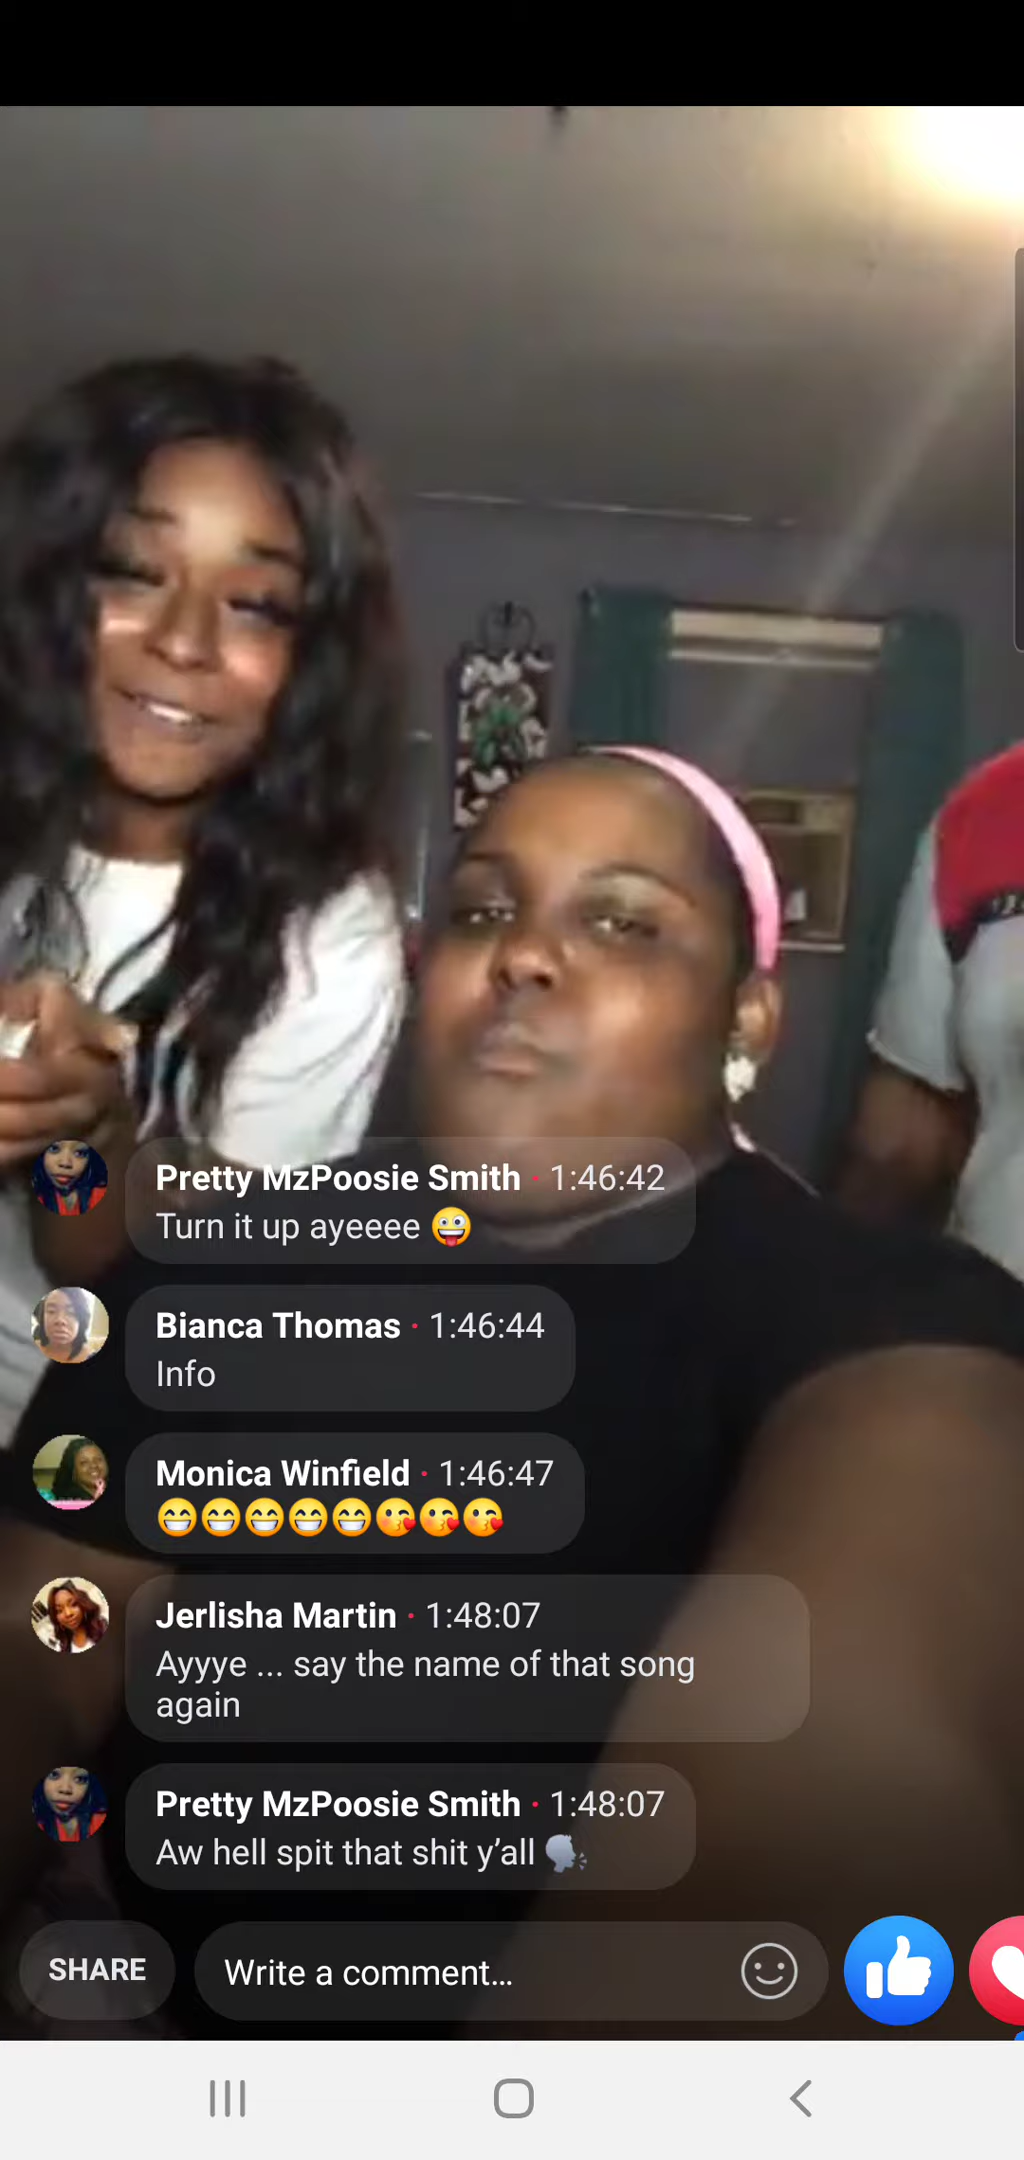 Pretty MzPoosie Smith · 1:46:42
Turn it up ayeeee 🤪
Bianca Thomas · 1:46:44
Info
Monica Winfield · 1:46:47
😁😁😁😁😁😘😘😘
Jerlisha Martin · 1:48:07
Ayyye ... say the name of that song
again
Pretty MzPoosie Smith · 1:48:07
Aw hell spit that shit y’all 🗣
SHARE
Write a comment...